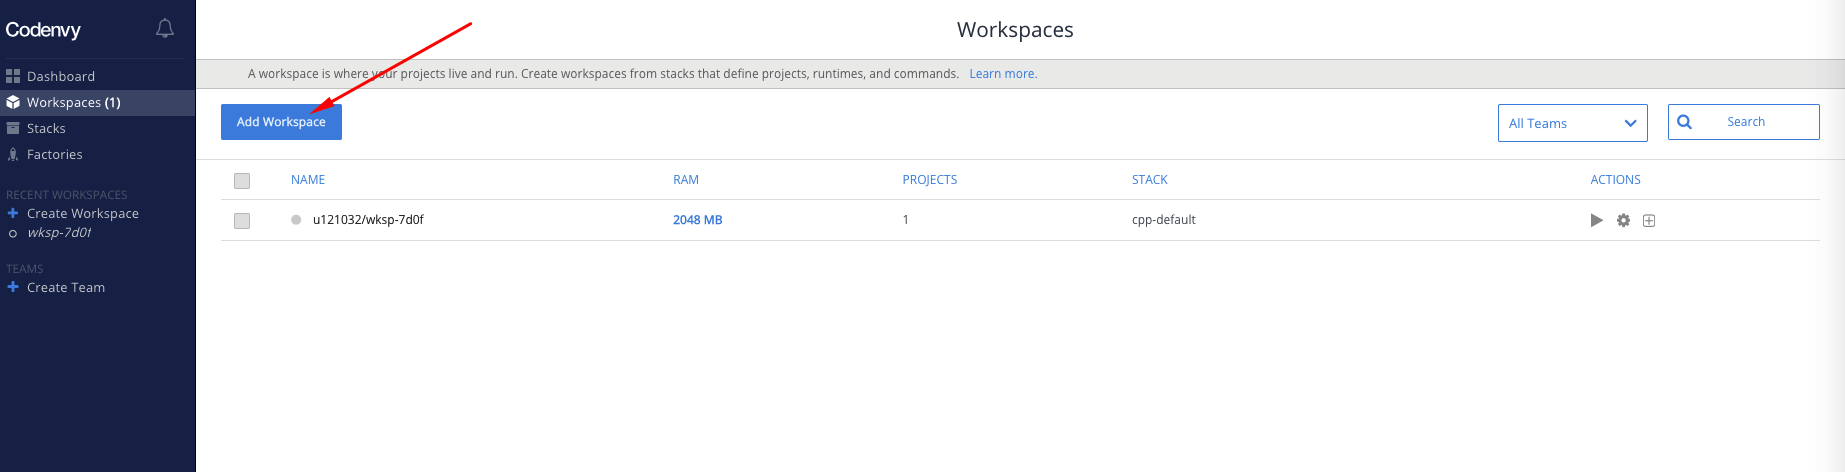 Codenvy
Dashboard
Workspaces (1)
Stacks
Factories
RECENT WORKSPACES
Create Workspace
wksp-7d0f
TEAMS
Create Team
Workspaces
A workspace is where your projects live and run. Create workspaces from stacks that define projects, runtimes, and commands. Learn more.
Add Workspace
All Teams
Search
NAME RAM PROJECTS STACK ACTIONS
u121032/wksp-7d0f 2048 MB 1 cpp-default